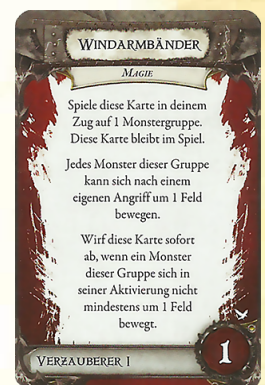 WINDARMBÄNDER
MAGIE
Spiele diese Karte in deinem
Zug auf 1 Monstergruppe.
Diese Karte bleibt im Spiel.
Jedes Monster dieser Gruppe
kann sich nach einem
eigenen Angriff um 1 Feld
bewegen.
Wirf diese Karte sofort
ab, wenn ein Monster
dieser Gruppe sich in
seiner Aktivierung nicht
mindestens um 1 Feld
bewegt.
VERZAUBERER I
1